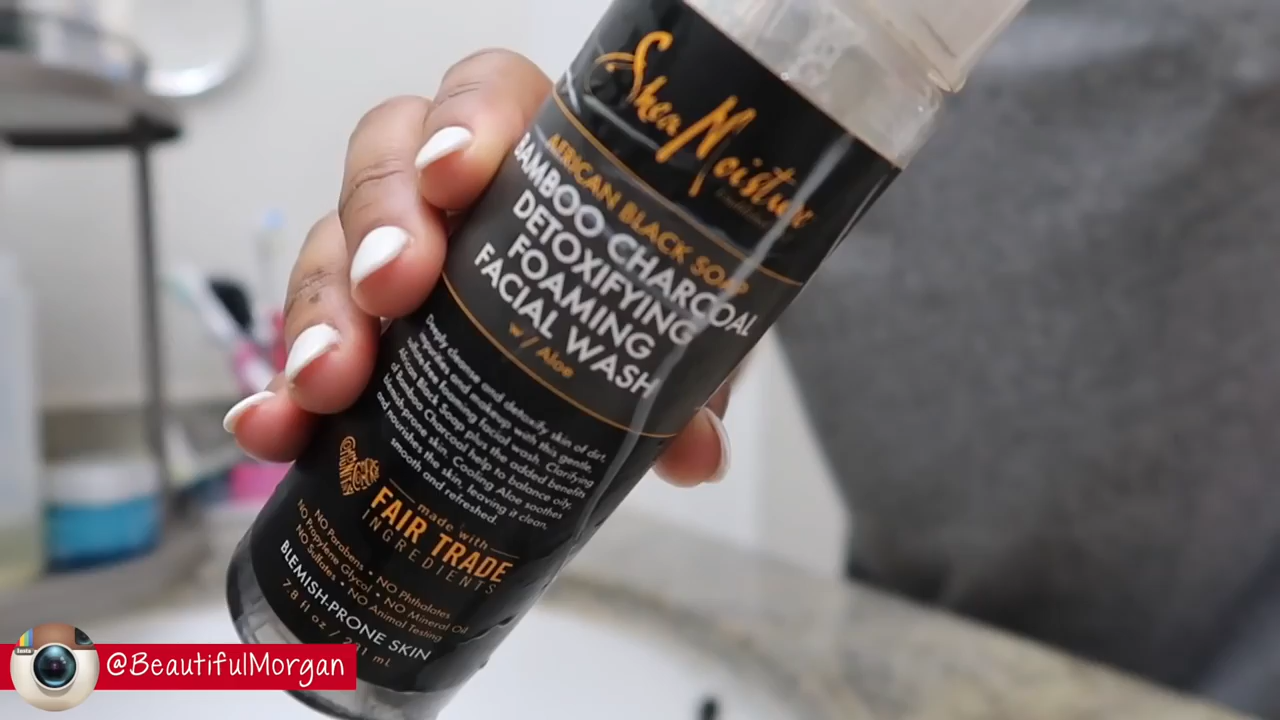 SheaMoisture
AFRICAN BLACK SOAP
BAMBOO CHARCOAL
DETOXIFYING
FOAMING
FACIAL WASH
w/ Aloe
Deeply cleanse and detoxify skin of dirt,
impurities and makeup with this gentle,
sulfate-free foaming facial wash. Clarifying
African Black Soap plus the added benefits
of Bamboo Charcoal help to balance oily,
blemish-prone skin. Cooling Aloe soothes
and nourishes the skin, leaving it clean,
smooth and refreshed.
made with
FAIR TRADE
INGREDIENTS
NO Parabens • NO Phthalates
NO Propylene Glycol • NO Mineral Oil
NO Sulfates • NO Animal Testing
BLEMISH-PRONE SKIN
7.8 fl oz / 231 mL
Insta
@BeautifulMorgan